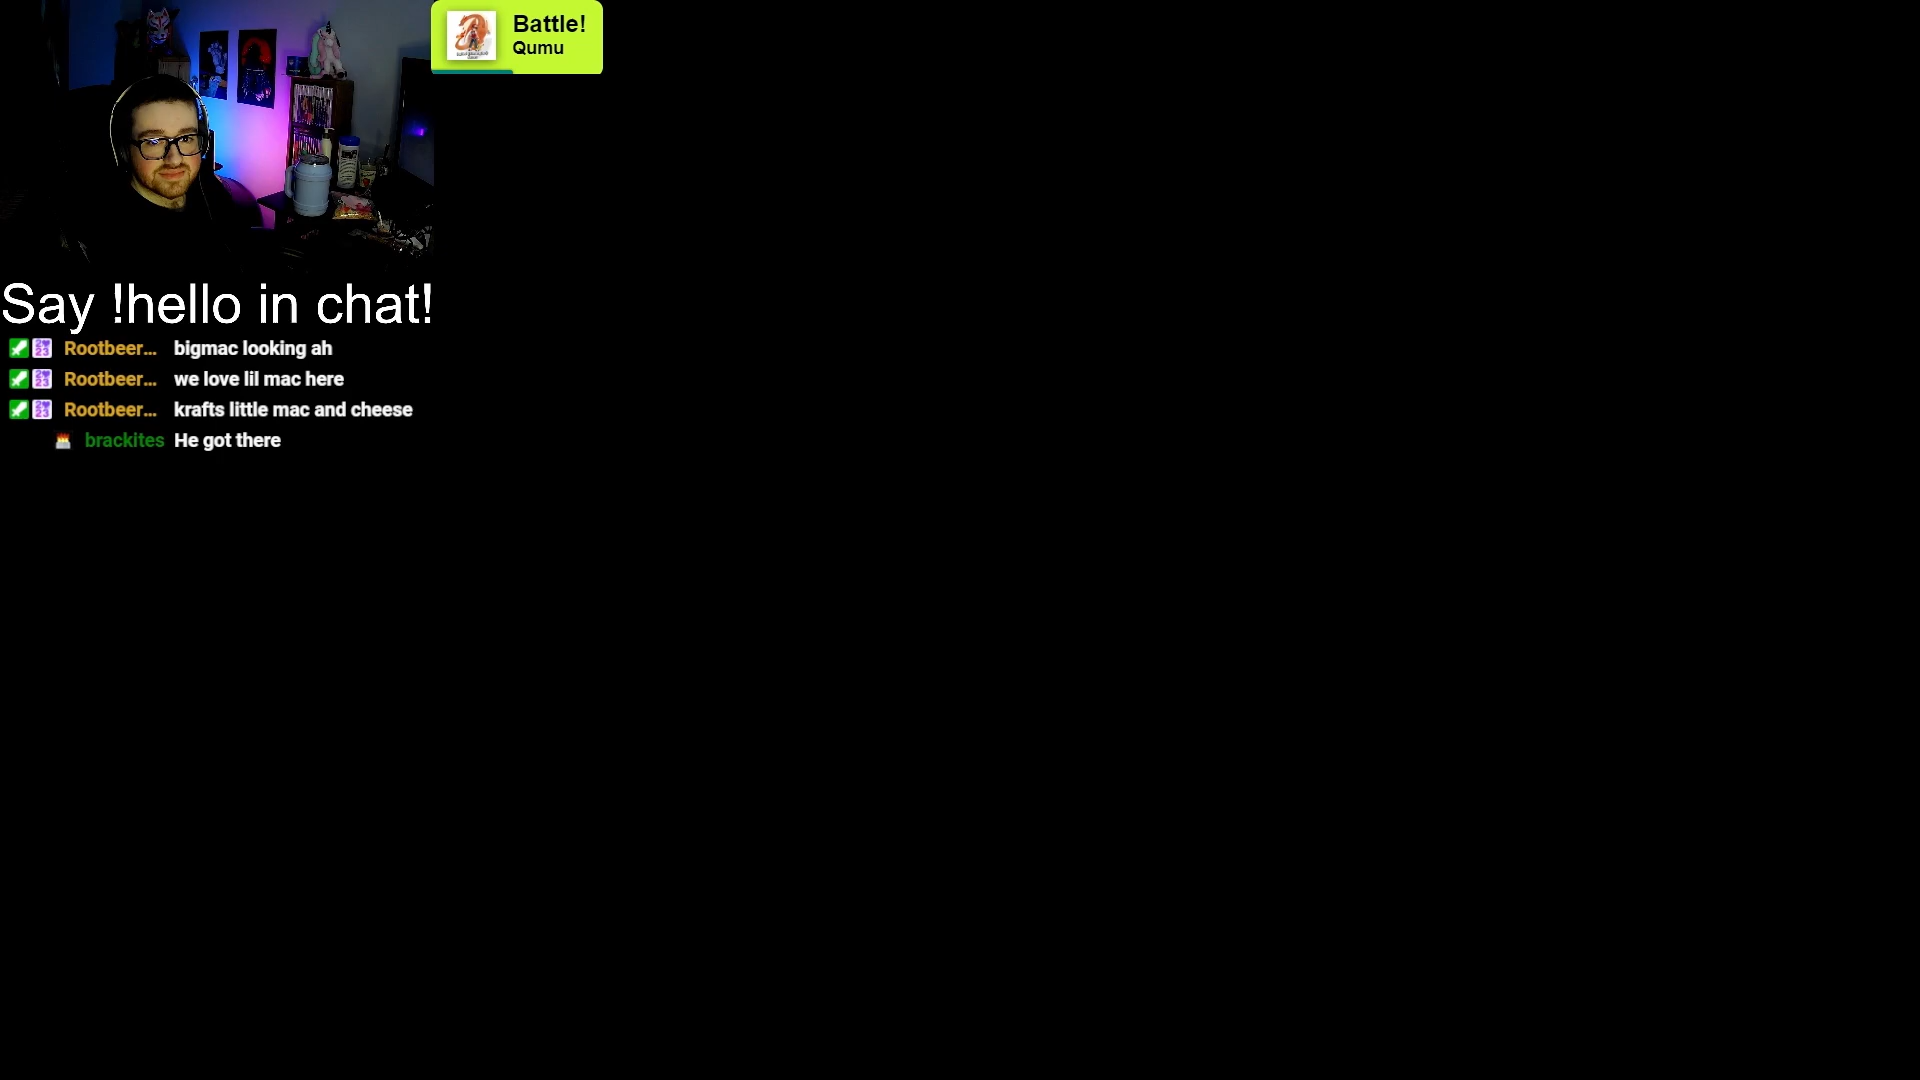 Battle!
Qumu
Say !hello in chat!
Rootbeer... bigmac looking ah
Rootbeer... we love lil mac here
Rootbeer... krafts little mac and cheese
brackites He got there